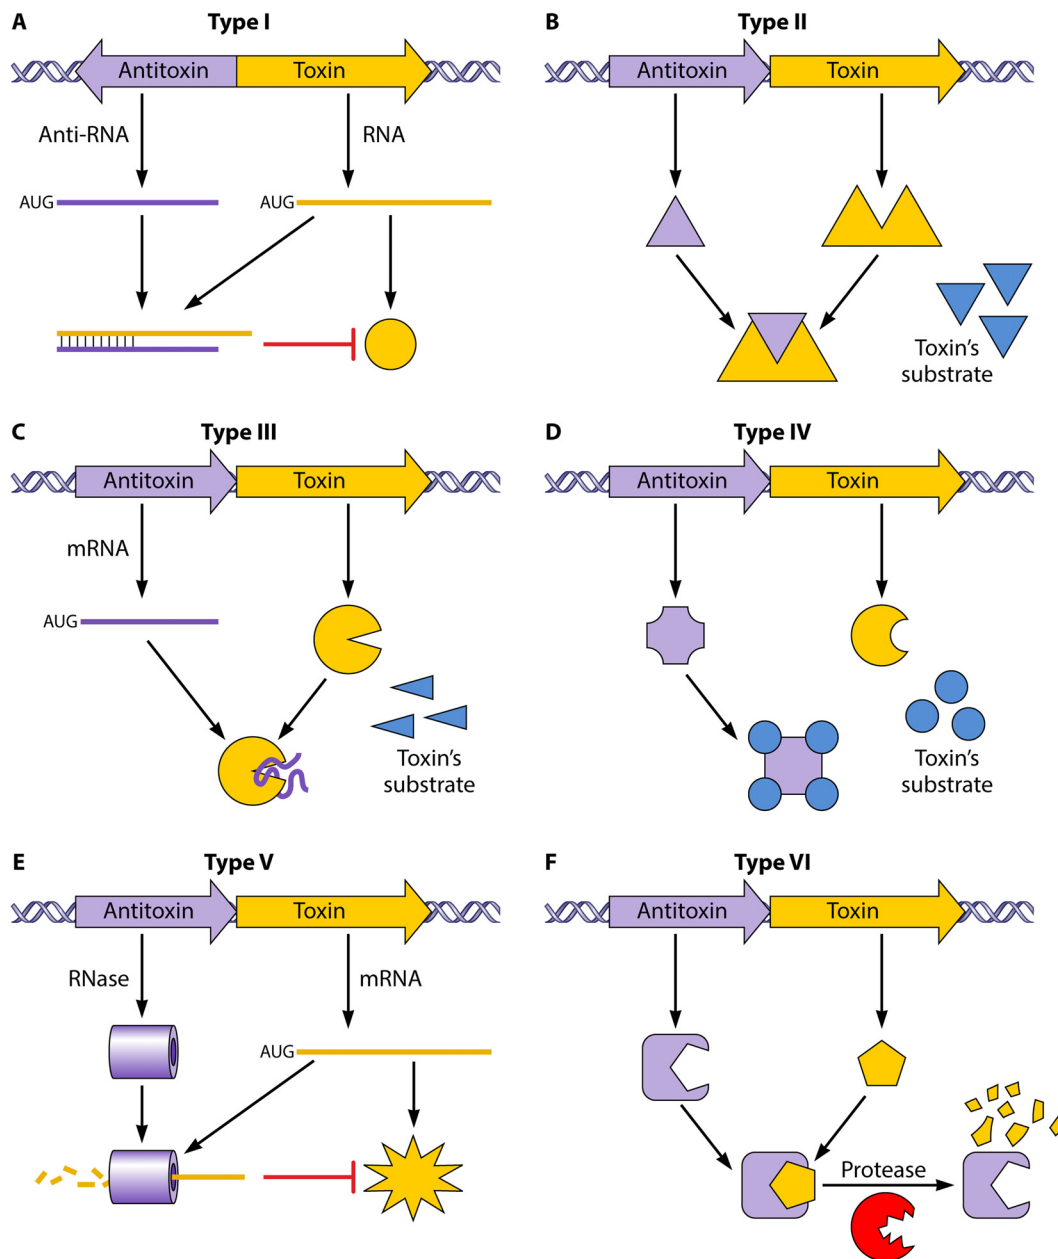 A
Type I
Antitoxin
Toxin
Anti-RNA
RNA
AUG
AUG
B
Type II
Antitoxin
Toxin
Toxin's
substrate
C
Type III
Antitoxin
Toxin
mRNA
AUG
Toxin's
substrate
D
Type IV
Antitoxin
Toxin
Toxin's
substrate
E
Type V
Antitoxin
Toxin
RNase
mRNA
AUG
F
Type VI
Antitoxin
Toxin
Protease